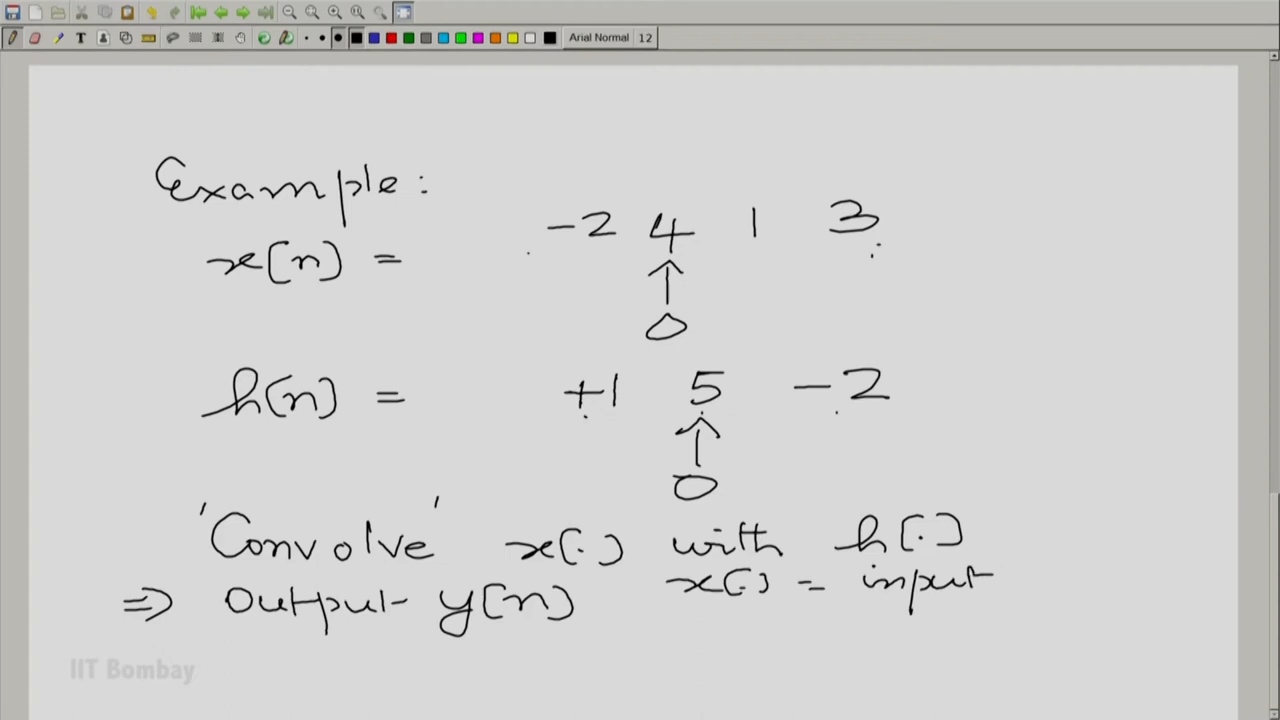 Arial Normal 12
Example:
x[n] = -2 4 1 3
↑
0
h[n] = +1 5 -2
↑
0
'Convolve' x[.] with h[.]
⇒ Output y[n] x[.] = input
IIT Bombay